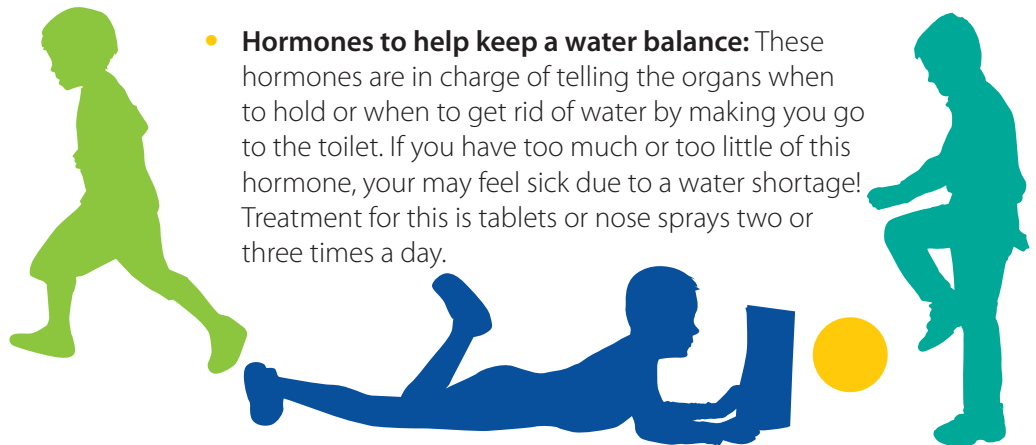 • Hormones to help keep a water balance: These
hormones are in charge of telling the organs when
to hold or when to get rid of water by making you go
to the toilet. If you have too much or too little of this
hormone, your may feel sick due to a water shortage!
Treatment for this is tablets or nose sprays two or
three times a day.